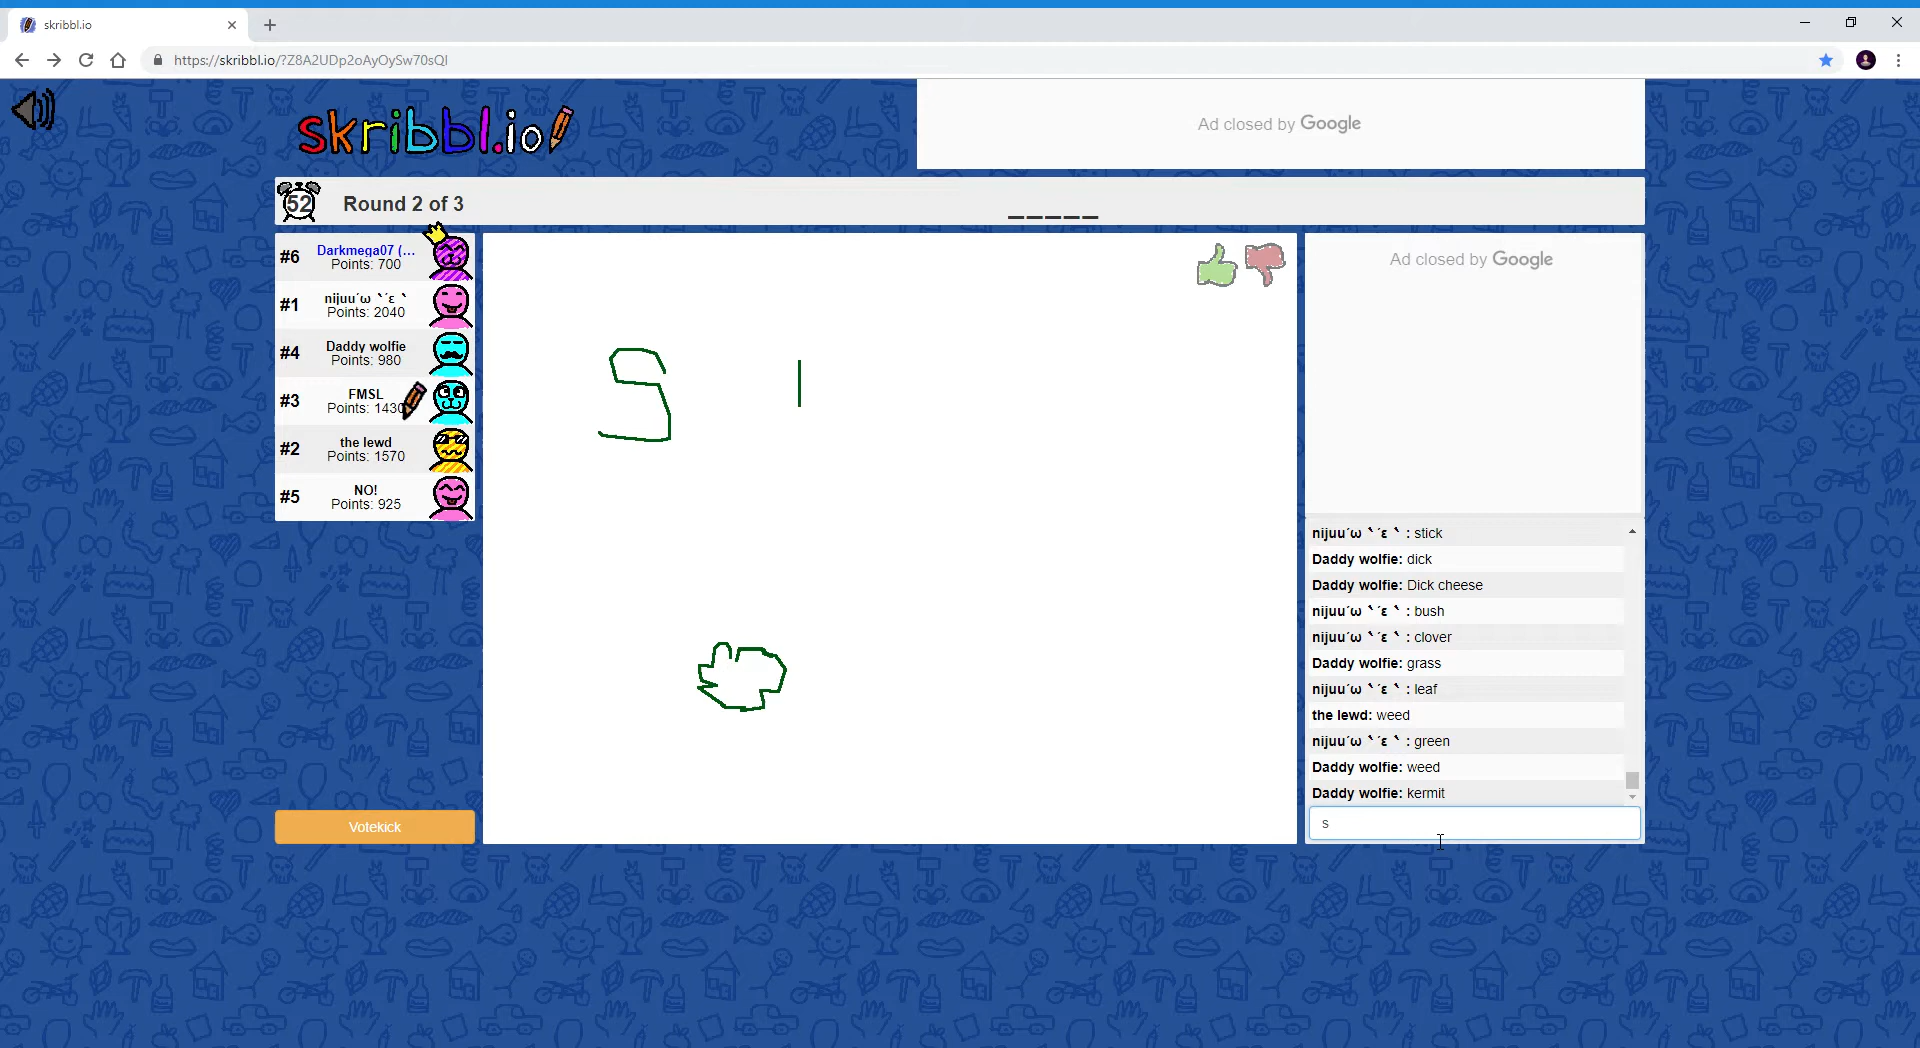 skribbl.io
https://skribbl.io/?Z8A2UDp2oAyOySw70sQI
skribbl.io
Ad closed by Google
52
Round 2 of 3
_____
#6
Darkmega07 (...
Points: 700
#1
nijuu´ω `´ε `
Points: 2040
#4
Daddy wolfie
Points: 980
#3
FMSL
Points: 1430
#2
the lewd
Points: 1570
#5
NO!
Points: 925
Votekick
S
Ad closed by Google
nijuu´ω `´ε ` : stick
Daddy wolfie: dick
Daddy wolfie: Dick cheese
nijuu´ω `´ε ` : bush
nijuu´ω `´ε ` : clover
Daddy wolfie: grass
nijuu´ω `´ε ` : leaf
the lewd: weed
nijuu´ω `´ε ` : green
Daddy wolfie: weed
Daddy wolfie: kermit
s